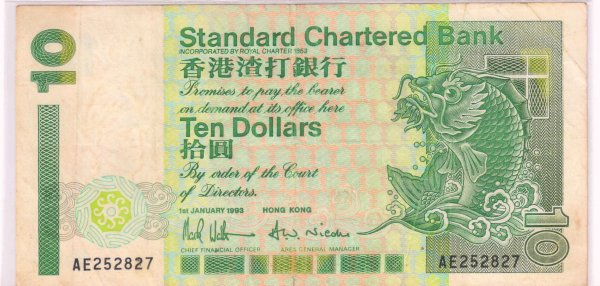 10
Standard Chartered Bank
INCORPORATED BY ROYAL CHARTER 1853
香港渣打銀行
Promises to pay the bearer
on demand at its office here
Ten Dollars
拾圓
By order of the Court
of Directors.
1st JANUARY 1993 HONG KONG
CHIEF FINANCIAL OFFICER AREA GENERAL MANAGER
10
AE252827 AE252827